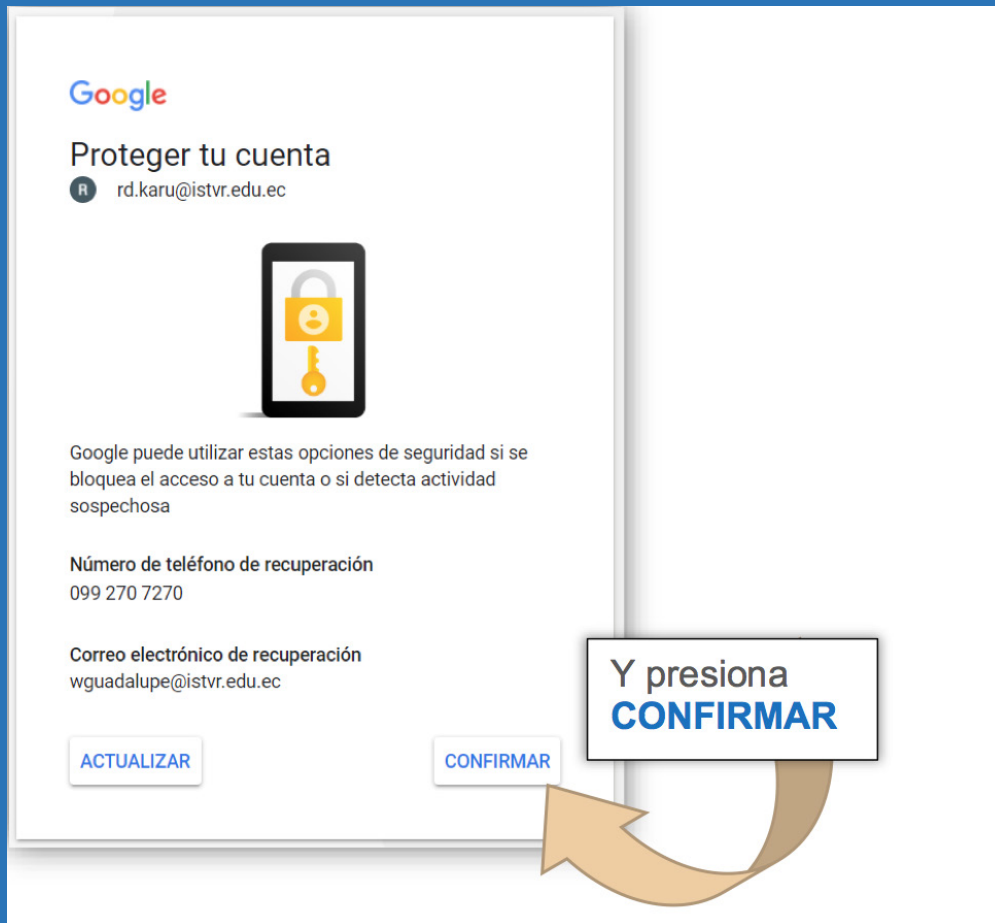 Google
Proteger tu cuenta
R rd.karu@istvr.edu.ec
Google puede utilizar estas opciones de seguridad si se
bloquea el acceso a tu cuenta o si detecta actividad
sospechosa
Número de teléfono de recuperación
099 270 7270
Correo electrónico de recuperación
wguadalupe@istvr.edu.ec
ACTUALIZAR
CONFIRMAR
Y presiona
CONFIRMAR